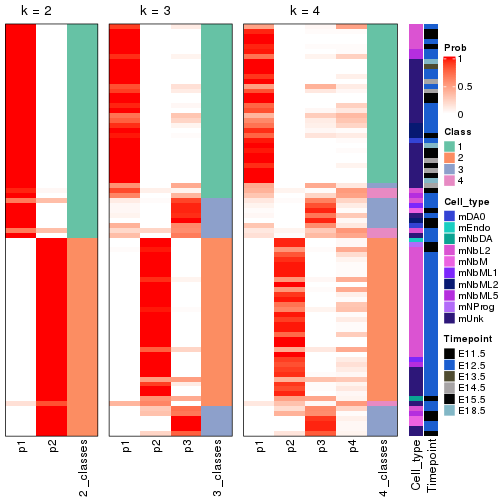 k = 2
k = 3
k = 4
p1
p2
2_classes
p1
p2
p3
3_classes
p1
p2
p3
p4
4_classes
Cell_type
Timepoint
Prob
1
0.5
0
Class
1
2
3
4
Cell_type
mDA0
mEndo
mNbDA
mNbL2
mNbM
mNbML1
mNbML2
mNbML5
mNProg
mUnk
Timepoint
E11.5
E12.5
E13.5
E14.5
E15.5
E18.5